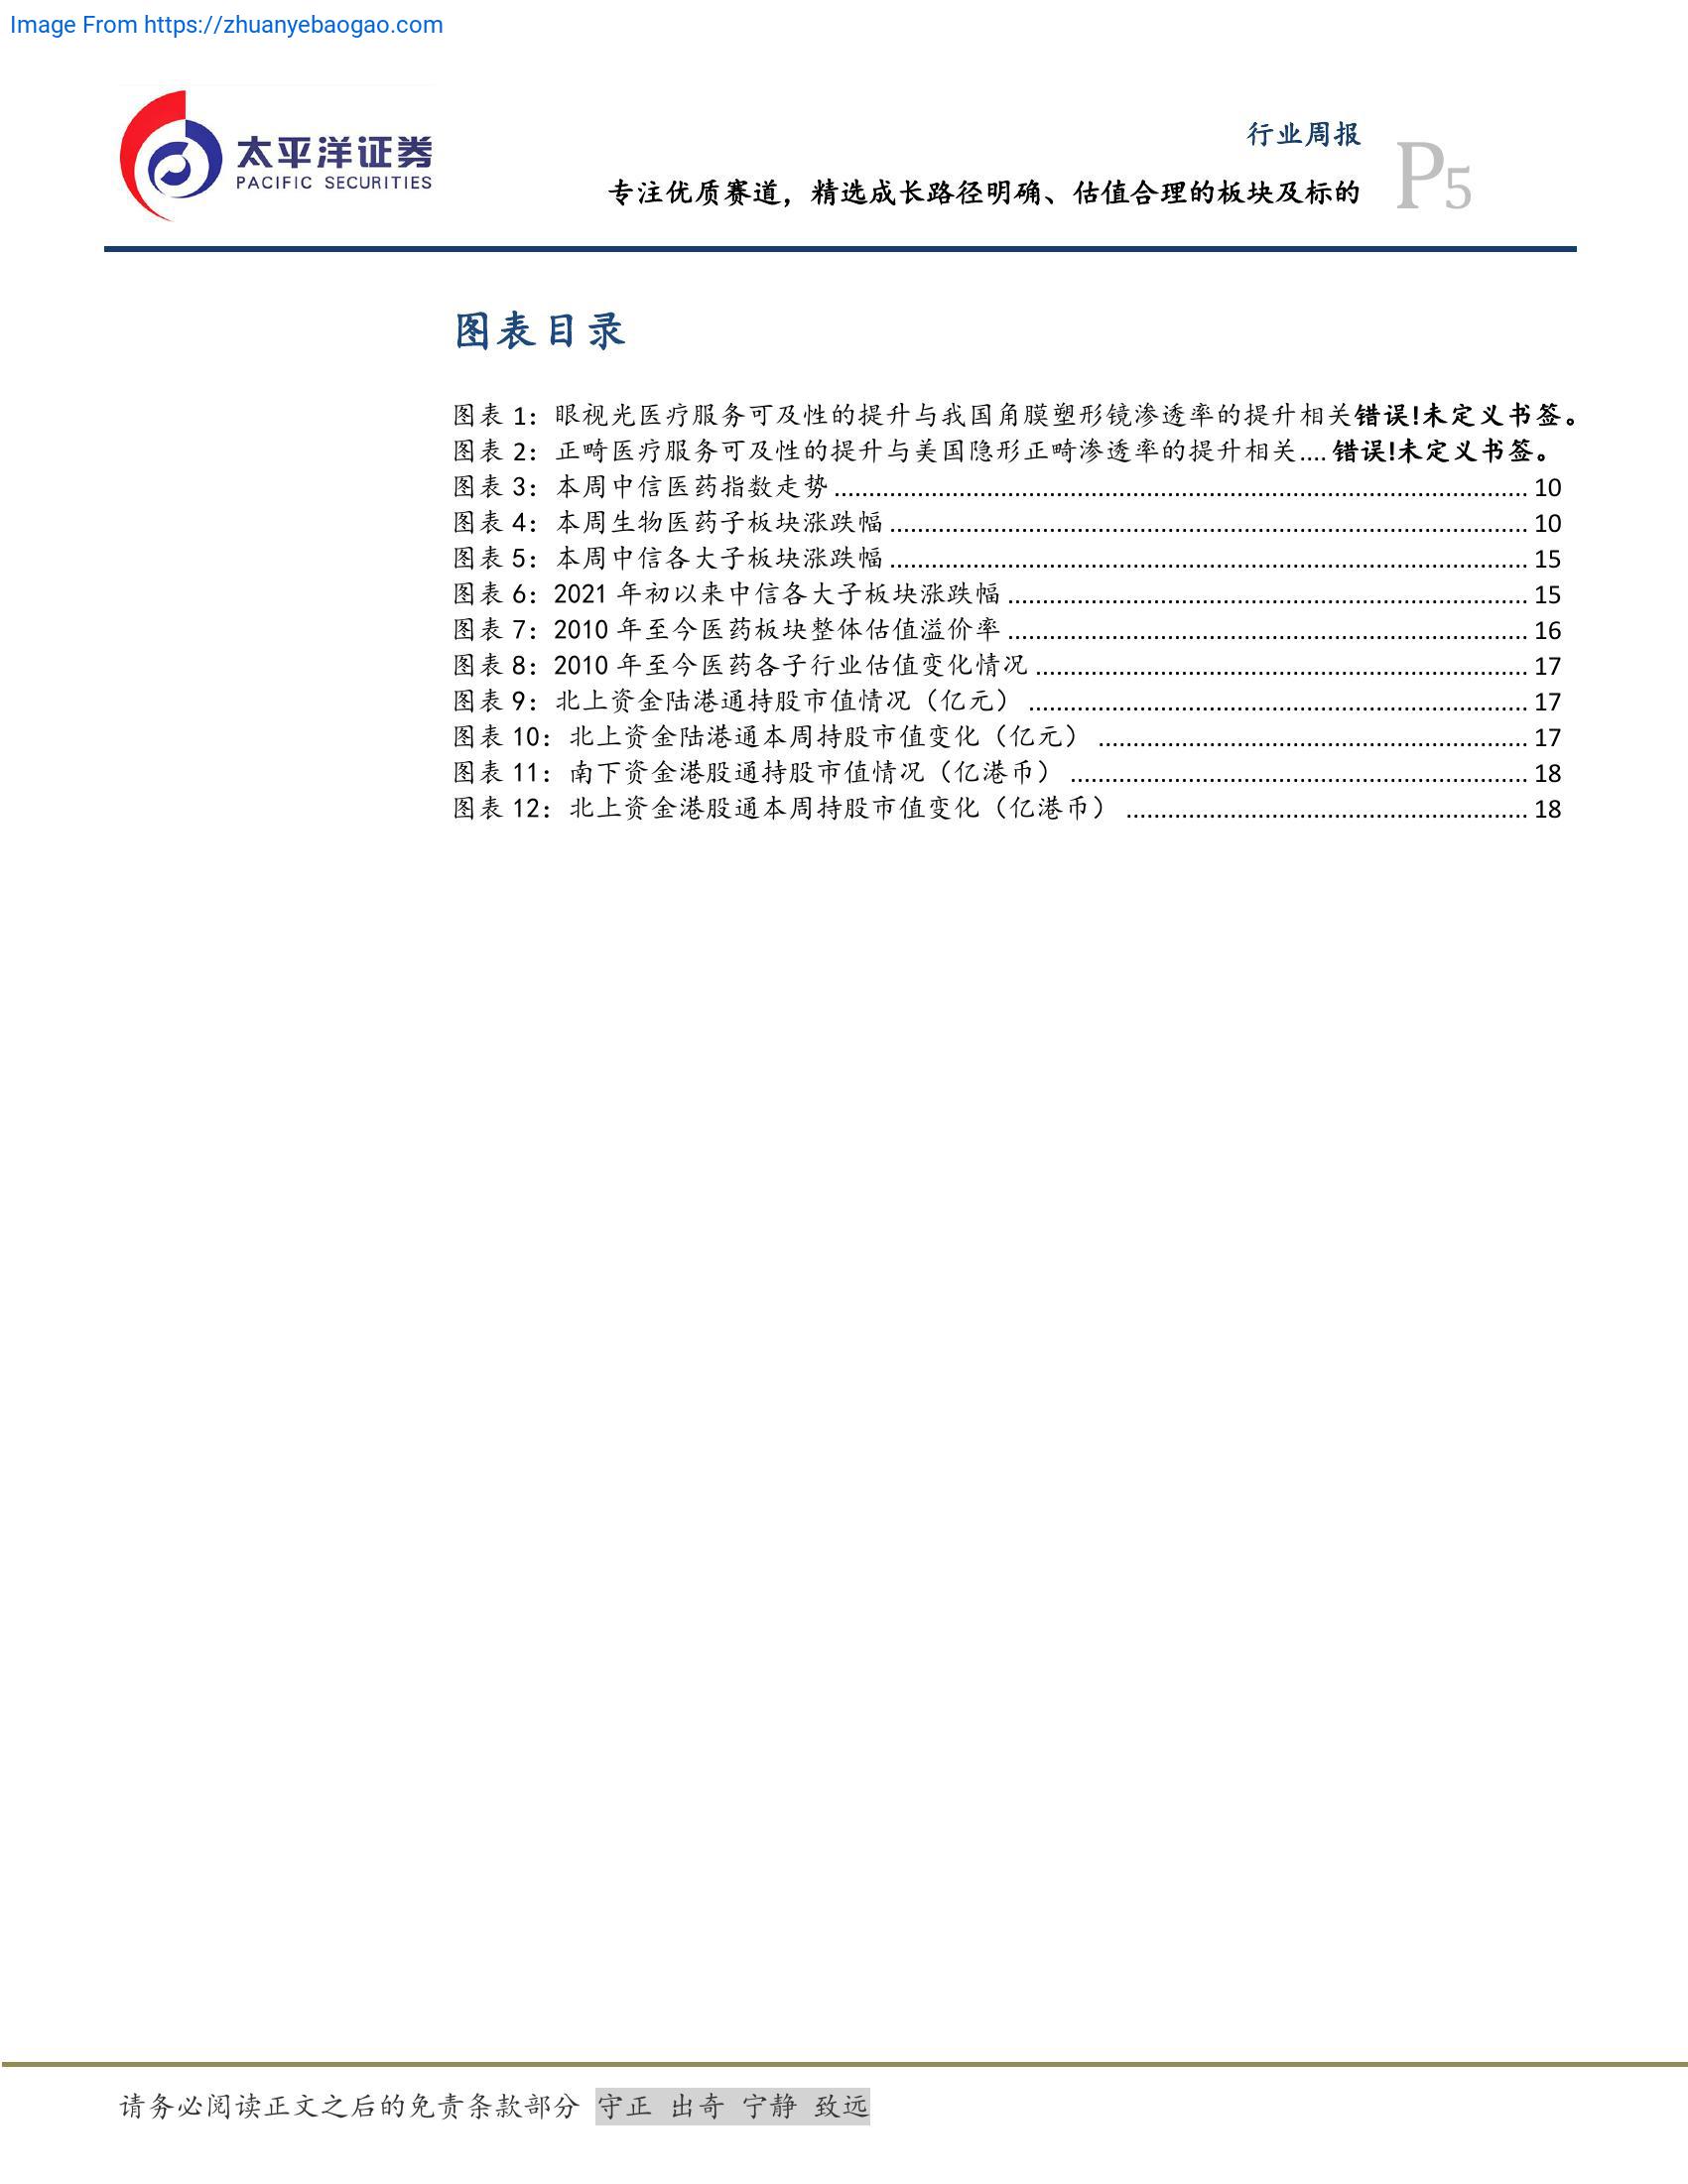 Image From https://zhuanyebaogao.com
太平洋证券
PACIFIC SECURITIES
行业周报
专注优质赛道，精选成长路径明确、估值合理的板块及标的
P5
图表目录
图表 1：眼视光医疗服务可及性的提升与我国角膜塑形镜渗透率的提升相关错误!未定义书签。
图表 2：正畸医疗服务可及性的提升与美国隐形正畸渗透率的提升相关.... 错误!未定义书签。
图表 3：本周中信医药指数走势 .................................................. 10
图表 4：本周生物医药子板块涨跌幅 .................................................. 10
图表 5：本周中信各大子板块涨跌幅 .................................................. 15
图表 6：2021 年初以来中信各大子板块涨跌幅 .................................................. 15
图表 7：2010 年至今医药板块整体估值溢价率 .................................................. 16
图表 8：2010 年至今医药各子行业估值变化情况 .................................................. 17
图表 9：北上资金陆港通持股市值情况（亿元） .................................................. 17
图表 10：北上资金陆港通本周持股市值变化（亿元） .................................................. 17
图表 11：南下资金港股通持股市值情况（亿港币） .................................................. 18
图表 12：北上资金港股通本周持股市值变化（亿港币） .................................................. 18
请务必阅读正文之后的免责条款部分 守正 出奇 宁静 致远